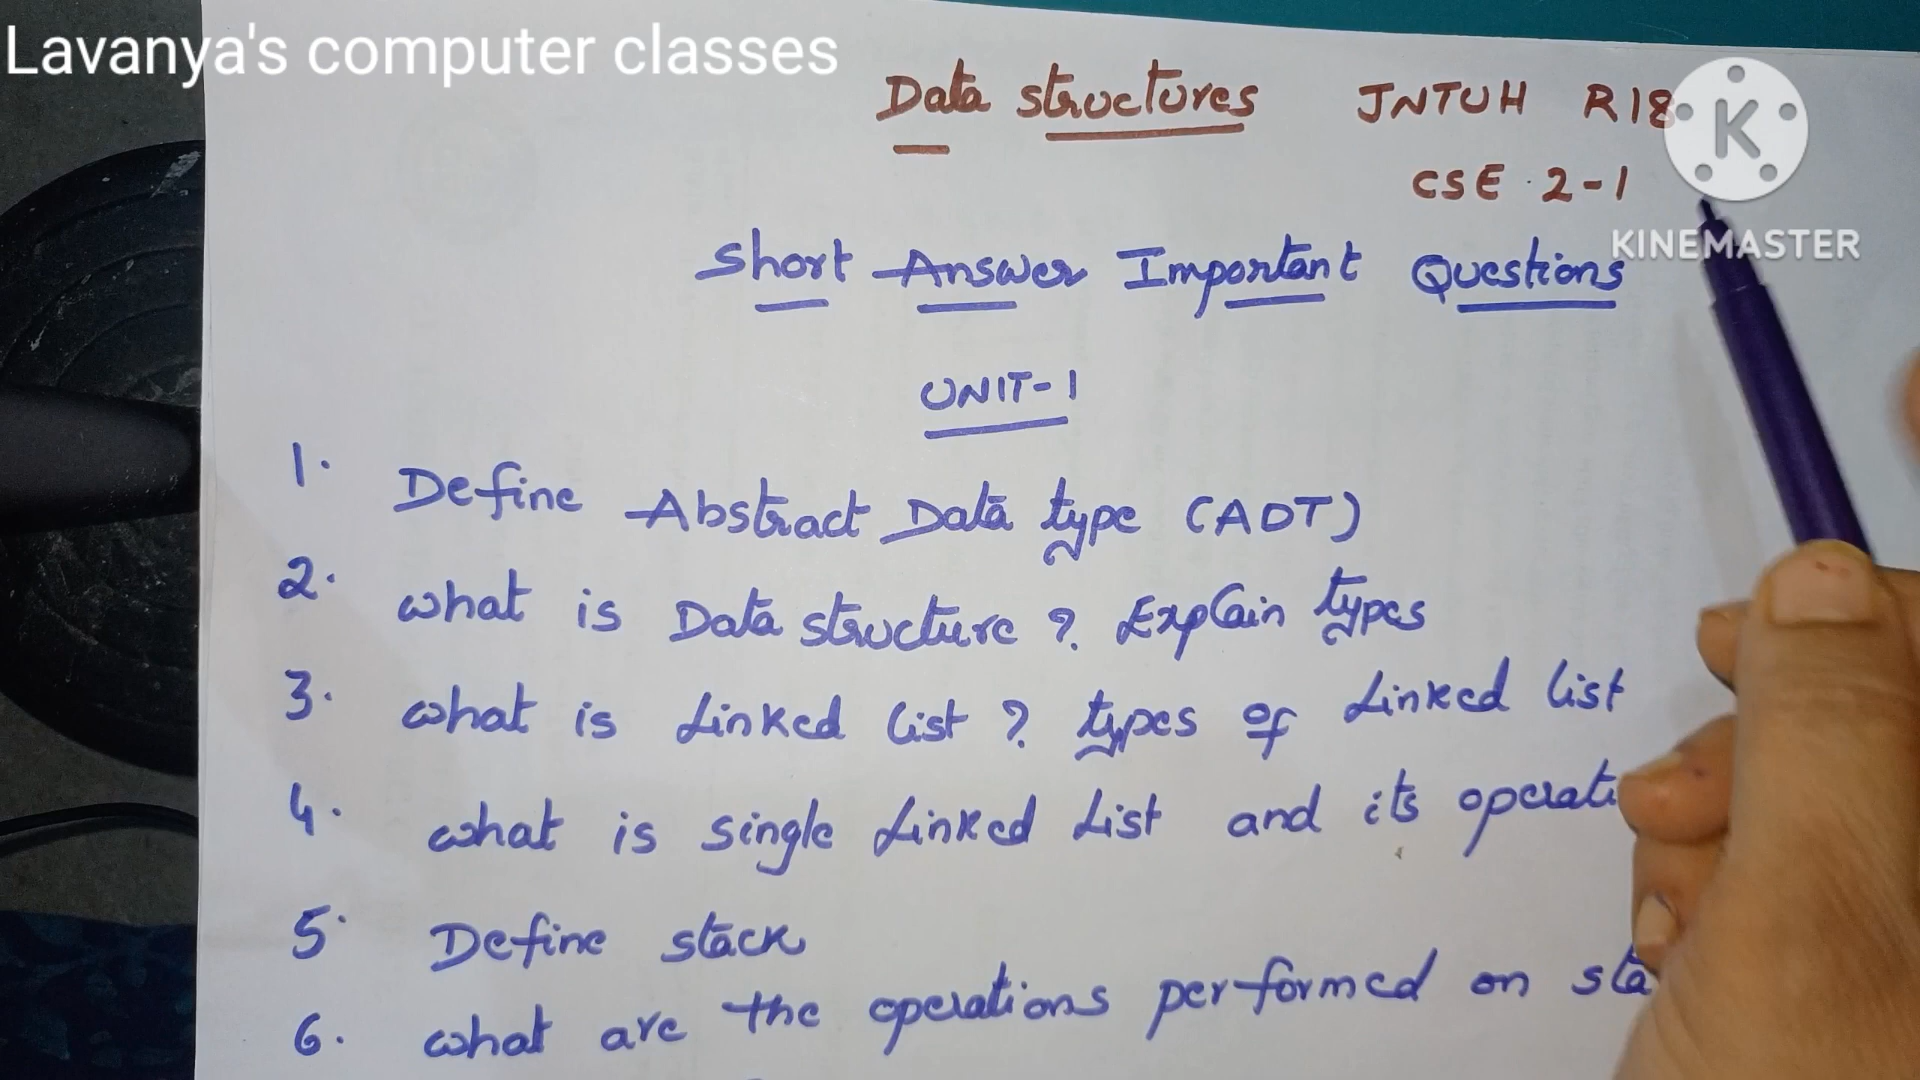 Lavanya's computer classes
Data structures JNTUH R18
CSE 2-1
KINEMASTER
Short Answer Important Questions
UNIT-1
1. Define Abstract Data type (ADT)
2. what is Data structure ? Explain types
3. what is Linked list ? types of Linked list
4. what is single Linked List and its
5. Define stack
6. what are the operations performed on